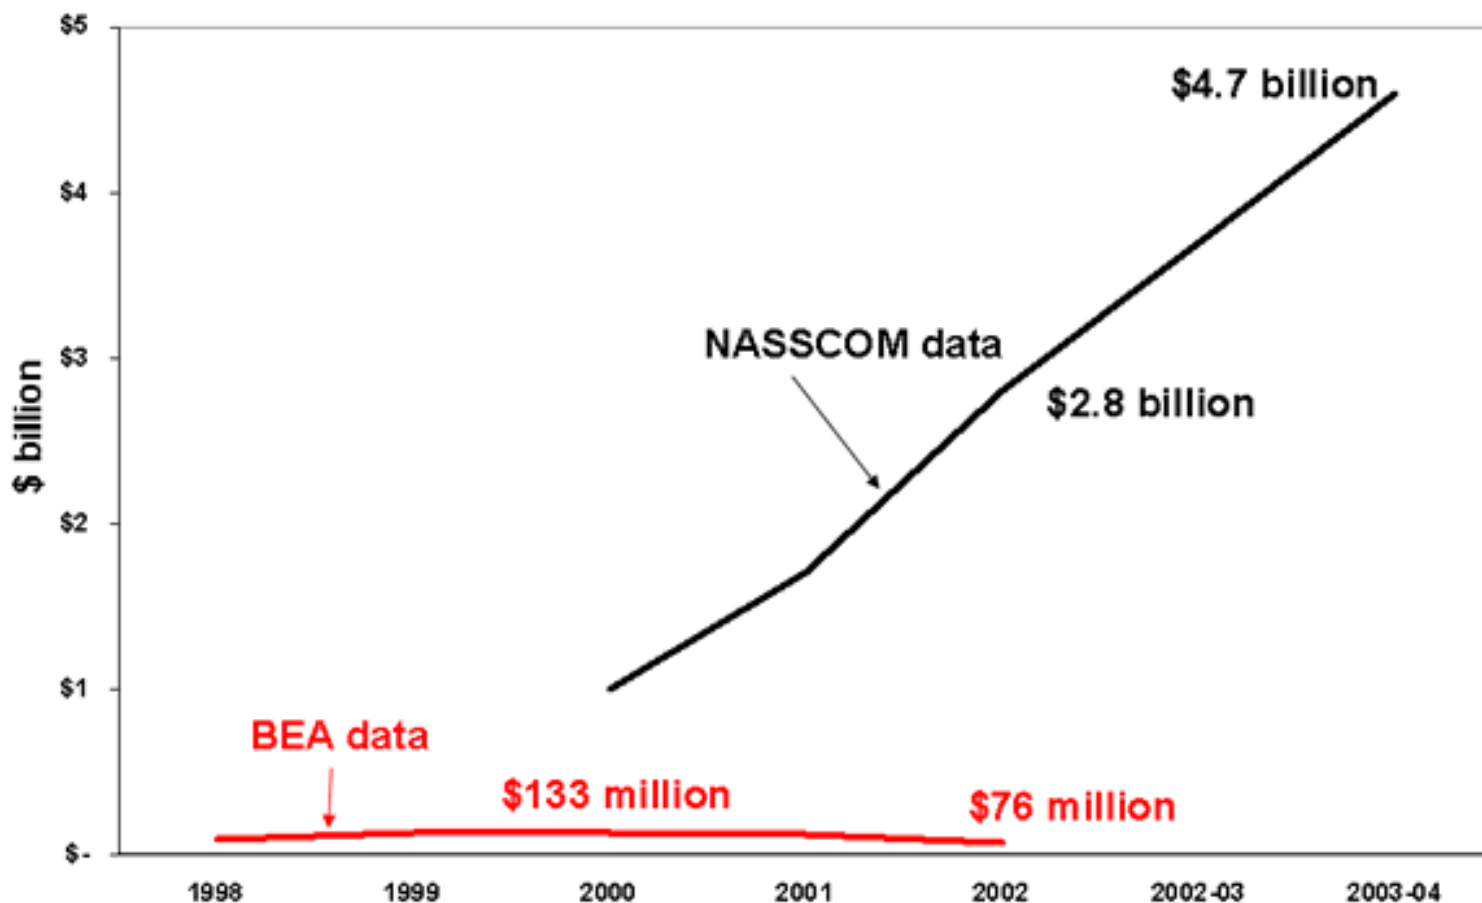 $5
$4.7 billion
$4
NASSCOM data
$3
$2.8 billion
$ billion
$2
$1
BEA data
$133 million
$76 million
$-
1998 1999 2000 2001 2002 2002-03 2003-04